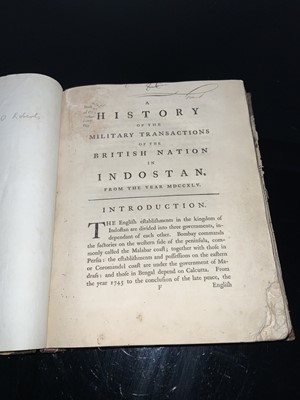 A
HISTORY
OF THE
MILITARY TRANSACTIONS
OF THE
BRITISH NATION
IN
INDOSTAN,
FROM THE YEAR MDCCXLV.
INTRODUCTION.
THE English establishments in the kingdom of
Indostan are divided into three governments, in-
dependant of each other. Bombay commands
the factories on the western side of the peninsula, com-
monly called the Malabar coast; together with those in
Persia: the establishments and possessions on the eastern
or Coromandel coast are under the government of Ma-
drass: and those in Bengal depend on Calcutta. From
the year 1745 to the conclusion of the late peace, the
F English